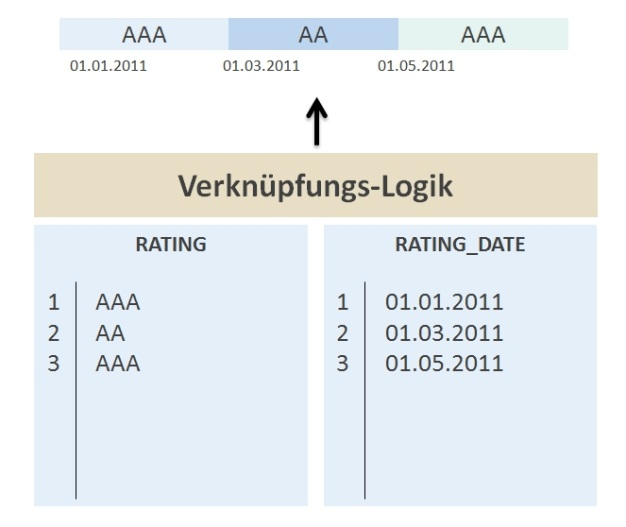 AAA AA AAA
01.01.2011 01.03.2011 01.05.2011
Verknüpfungs-Logik
RATING RATING_DATE
1 AAA 1 01.01.2011
2 AA 2 01.03.2011
3 AAA 3 01.05.2011